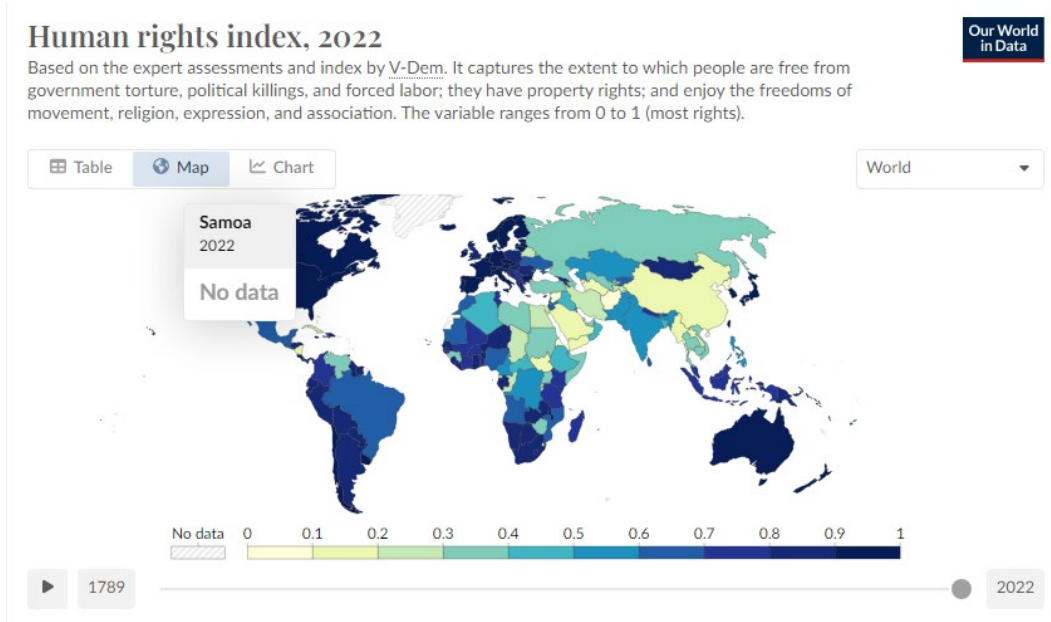 Human rights index, 2022
Our World
in Data
Based on the expert assessments and index by V-Dem. It captures the extent to which people are free from
government torture, political killings, and forced labor; they have property rights; and enjoy the freedoms of
movement, religion, expression, and association. The variable ranges from 0 to 1 (most rights).
Table Map Chart World
Samoa
2022
No data
No data 0 0.1 0.2 0.3 0.4 0.5 0.6 0.7 0.8 0.9 1
1789 2022